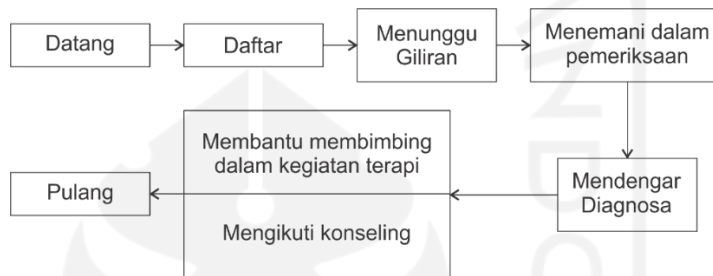 Datang
Daftar
Menunggu
Giliran
Menemani dalam
pemeriksaan
Mendengar
Diagnosa
Membantu membimbing
dalam kegiatan terapi
Mengikuti konseling
Pulang